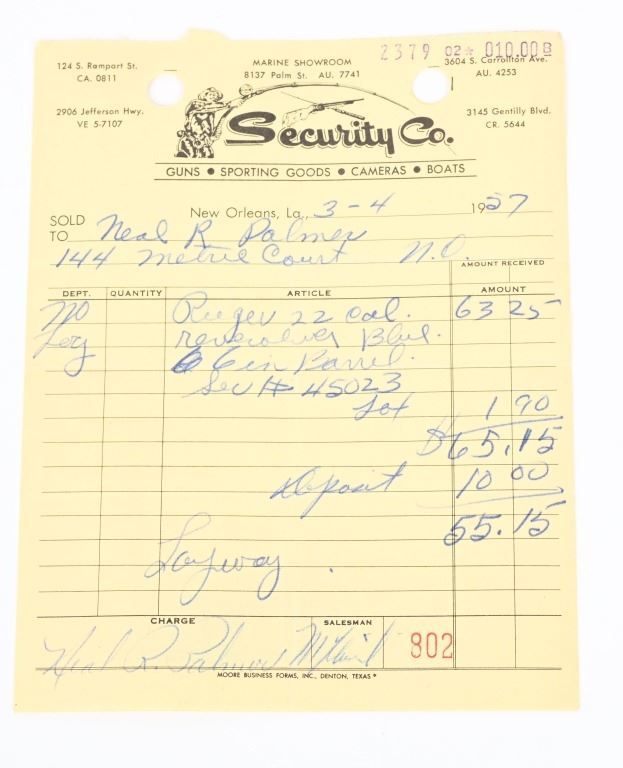 2379 02* 010.00 B
124 S. Rampart St.
CA. 0811
MARINE SHOWROOM
8137 Palm St. AU. 7741
3604 S. Carrollton Ave.
AU. 4253
2906 Jefferson Hwy.
VE 5-7107
3145 Gentilly Blvd.
CR. 5644
Security Co.
GUNS • SPORTING GOODS • CAMERAS • BOATS
New Orleans, La., 3-4 1957
SOLD TO Neal R. Palmer
144 Metrie Court N.O.
AMOUNT RECEIVED
DEPT. QUANTITY ARTICLE AMOUNT
Ruger 22 cal. 63 25
revolver Blue.
6 in Barrel.
Ser # 45023
1 90
$65.15
Deposit 10 00
55.15
Layway
CHARGE SALESMAN
Neal R. Palmer 802
MOORE BUSINESS FORMS, INC., DENTON, TEXAS